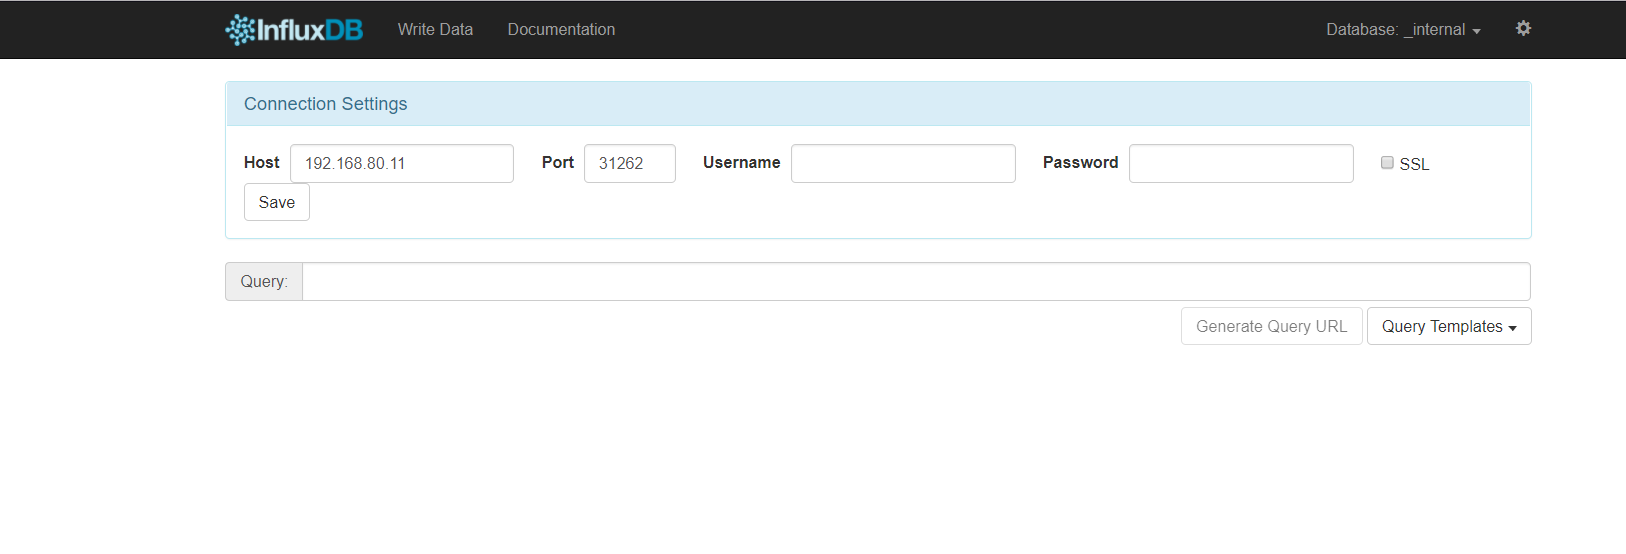 InfluxDB Write Data Documentation Database: _internal
Connection Settings
Host 192.168.80.11 Port 31262 Username Password SSL
Save
Query:
Generate Query URL Query Templates